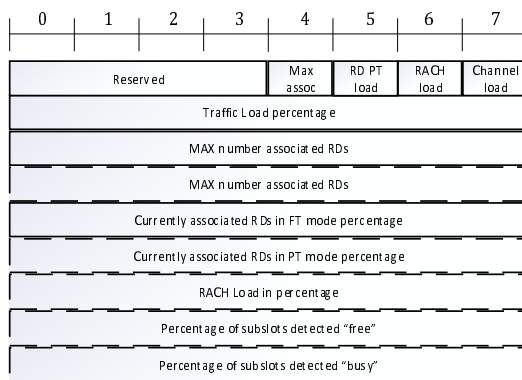 0 1 2 3 4 5 6 7
Reserved
Max assoc
RD PT load
RACH load
Channel load
Traffic Load percentage
MAX number associated RDs
MAX number associated RDs
Currently associated RDs in FT mode percentage
Currently associated RDs in PT mode percentage
RACH Load in percentage
Percentage of subslots detected “free”
Percentage of subslots detected “busy”